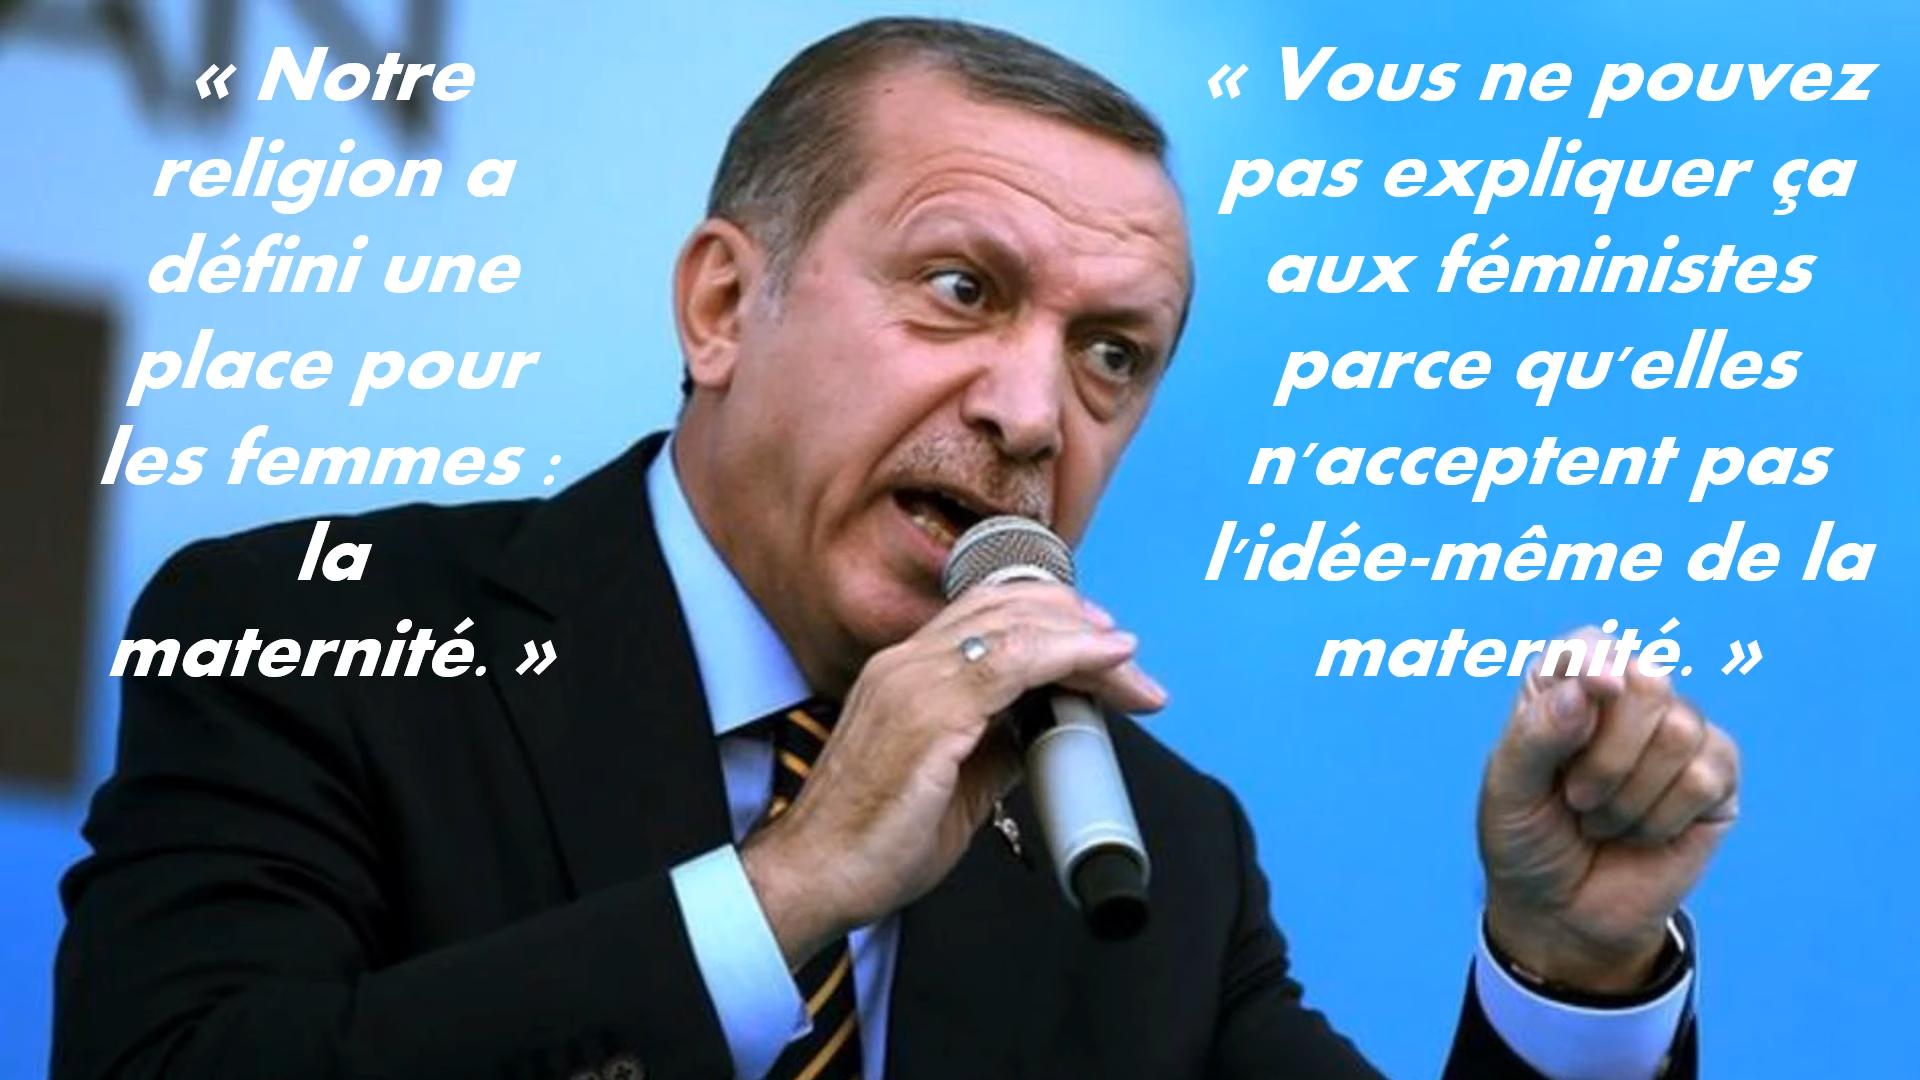 « Notre
religion a
défini une
place pour
les femmes :
la
maternité. »
« Vous ne pouvez
pas expliquer ça
aux féministes
parce qu'elles
n'acceptent pas
l'idée-même de la
maternité. »